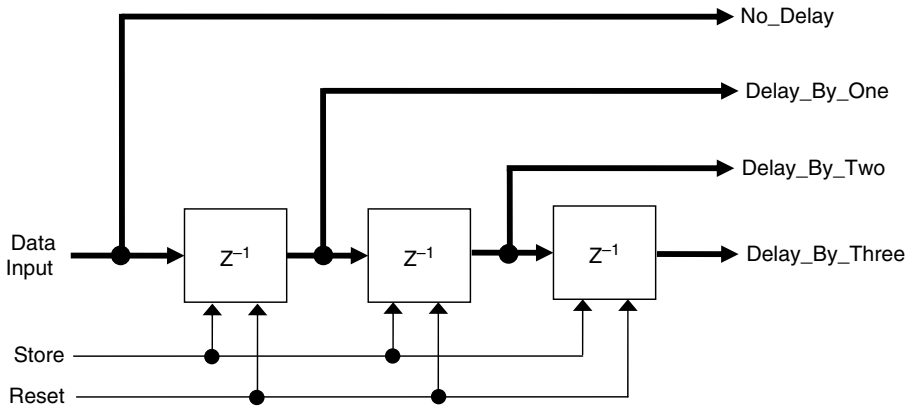 No_Delay
Delay_By_One
Delay_By_Two
Data
Input
Z⁻¹
Z⁻¹
Z⁻¹
Delay_By_Three
Store
Reset